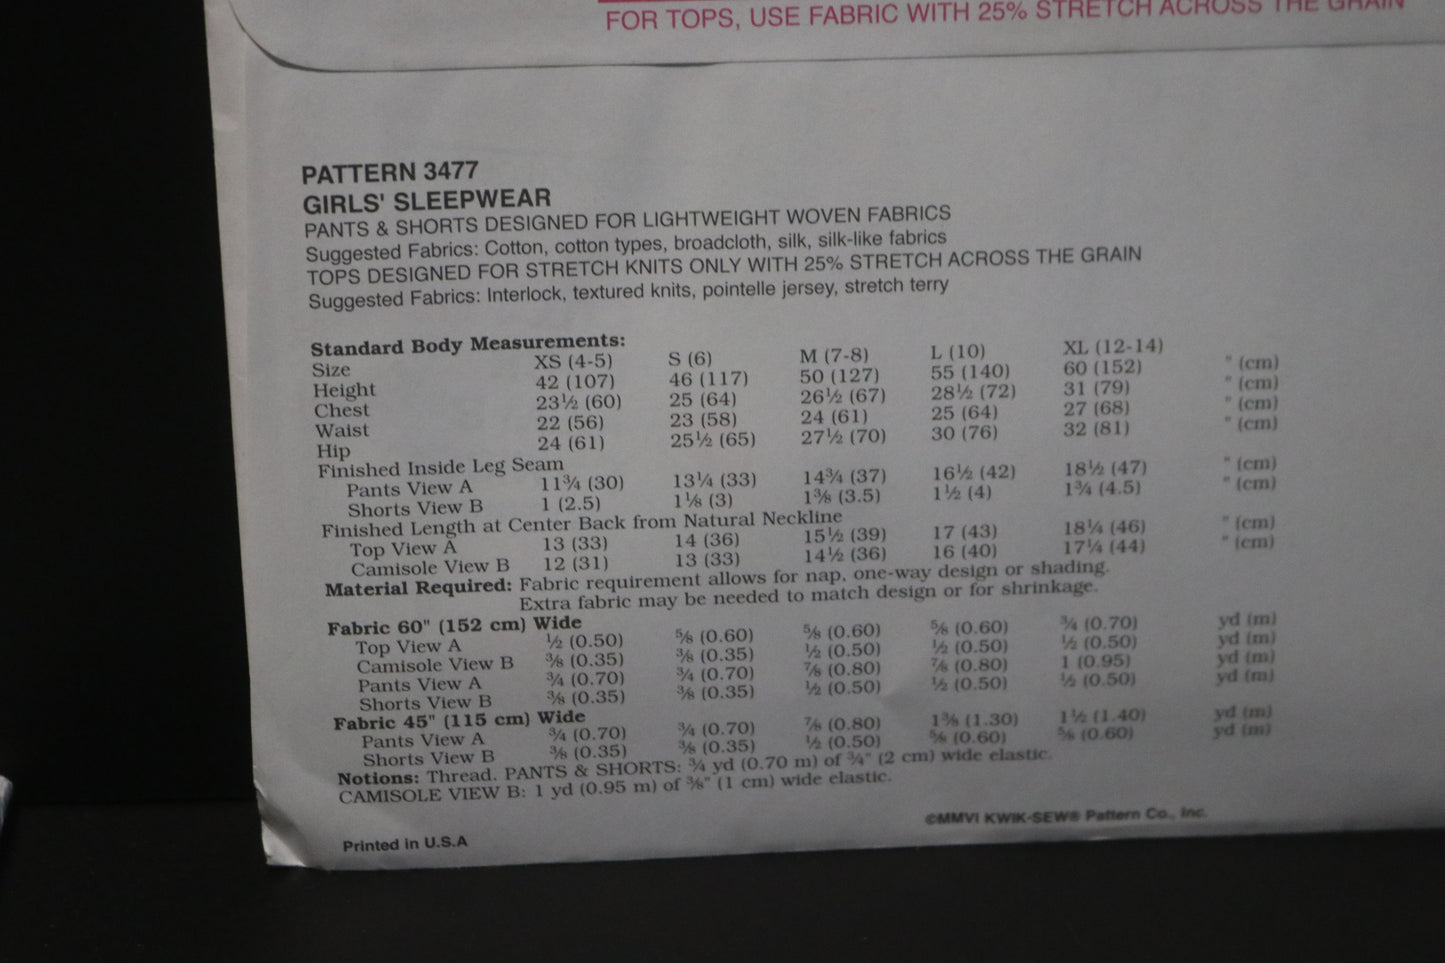 FOR TOPS, USE FABRIC WITH 25% STRETCH ACROSS THE GRAIN
PATTERN 3477
GIRLS' SLEEPWEAR
PANTS & SHORTS DESIGNED FOR LIGHTWEIGHT WOVEN FABRICS
Suggested Fabrics: Cotton, cotton types, broadcloth, silk, silk-like fabrics
TOPS DESIGNED FOR STRETCH KNITS ONLY WITH 25% STRETCH ACROSS THE GRAIN
Suggested Fabrics: Interlock, textured knits, pointelle jersey, stretch terry
Standard Body Measurements:
Size XS (4-5) S (6) M (7-8) L (10) XL (12-14)
Height 42 (107) 46 (117) 50 (127) 55 (140) 60 (152) " (cm)
Chest 23½ (60) 25 (64) 26½ (67) 28½ (72) 31 (79) " (cm)
Waist 22 (56) 23 (58) 24 (61) 25 (64) 27 (68) " (cm)
Hip 24 (61) 25½ (65) 27½ (70) 30 (76) 32 (81) " (cm)
Finished Inside Leg Seam
Pants View A 11¾ (30) 13¼ (33) 14¾ (37) 16½ (42) 18½ (47) " (cm)
Shorts View B 1 (2.5) 1⅛ (3) 1⅜ (3.5) 1½ (4) 1¾ (4.5) " (cm)
Finished Length at Center Back from Natural Neckline
Top View A 13 (33) 14 (36) 15½ (39) 17 (43) 18¼ (46) " (cm)
Camisole View B 12 (31) 13 (33) 14½ (36) 16 (40) 17¼ (44) " (cm)
Material Required: Fabric requirement allows for nap, one-way design or shading.
Extra fabric may be needed to match design or for shrinkage.
Fabric 60" (152 cm) Wide
Top View A ½ (0.50) ⅝ (0.60) ⅝ (0.60) ⅝ (0.60) ¾ (0.70) yd (m)
Camisole View B ⅜ (0.35) ⅜ (0.35) ½ (0.50) ½ (0.50) ½ (0.50) yd (m)
Pants View A ¾ (0.70) ¾ (0.70) ⅞ (0.80) ⅞ (0.80) 1 (0.95) yd (m)
Shorts View B ⅜ (0.35) ⅜ (0.35) ½ (0.50) ½ (0.50) ½ (0.50) yd (m)
Fabric 45" (115 cm) Wide
Pants View A ¾ (0.70) ¾ (0.70) ⅞ (0.80) 1⅜ (1.30) 1½ (1.40) yd (m)
Shorts View B ⅜ (0.35) ⅜ (0.35) ½ (0.50) ⅝ (0.60) ⅝ (0.60) yd (m)
Notions: Thread. PANTS & SHORTS: ¾ yd (0.70 m) of ¾" (2 cm) wide elastic.
CAMISOLE VIEW B: 1 yd (0.95 m) of ⅜" (1 cm) wide elastic.
©MMVI KWIK-SEW® Pattern Co., Inc.
Printed in U.S.A